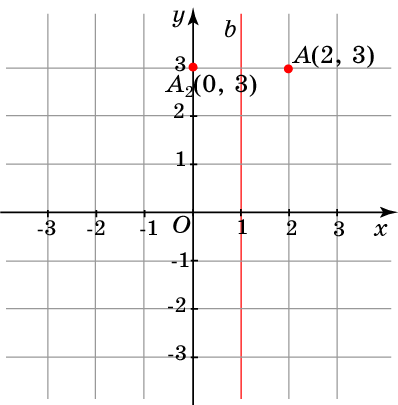 y
b
3
A(2, 3)
A₂(0, 3)
2
1
-3 -2 -1 O 1 2 3 x
-1
-2
-3